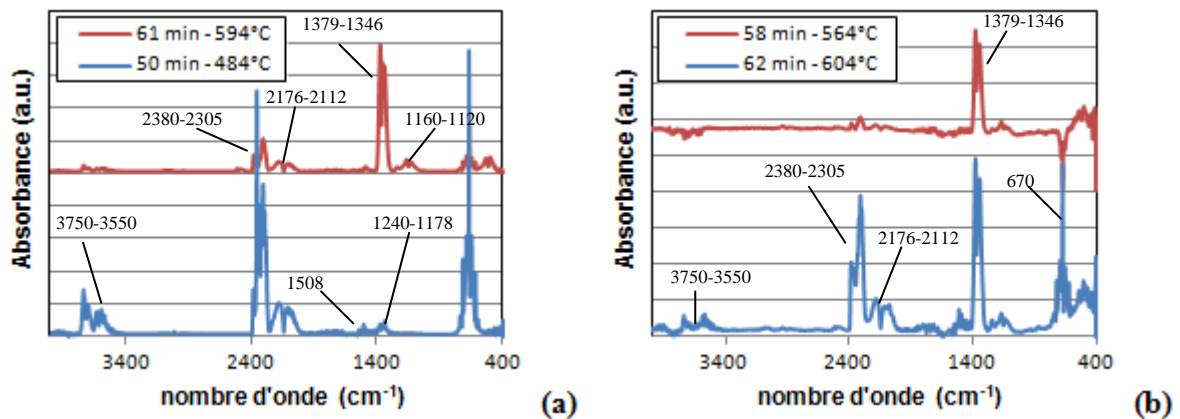 61 min - 594°C
50 min - 484°C
1379-1346
2380-2305
2176-2112
1160-1120
3750-3550
1508
1240-1178
Absorbance (a.u.)
3400
2400
1400
400
nombre d'onde (cm-1)
(a)
58 min - 564°C
62 min - 604°C
1379-1346
2380-2305
670
2176-2112
3750-3550
Absorbance (a.u.)
3400
2400
1400
400
nombre d'onde (cm-1)
(b)